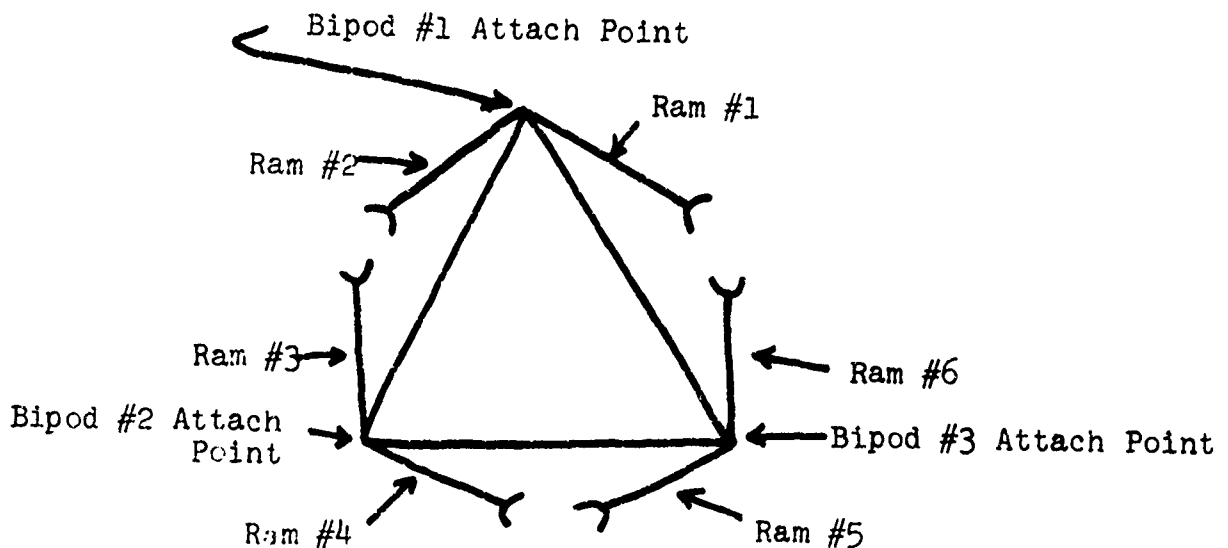 Bipod #1 Attach Point
Ram #1
Ram #2
Ram #3
Ram #6
Bipod #2 Attach
Point
Bipod #3 Attach Point
Ram #4
Ram #5